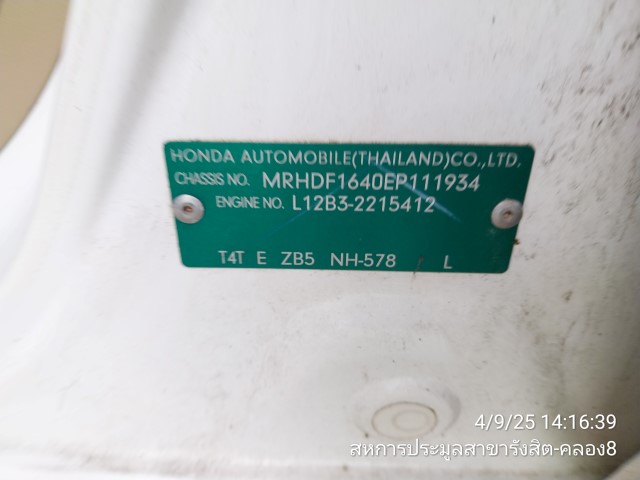 HONDA AUTOMOBILE(THAILAND)CO.,LTD.
CHASSIS NO. MRHDF1640EP111934
ENGINE NO. L12B3-2215412
T4T E ZB5 NH-578 L
4/9/25 14:16:39
สหการประมูลสาขารังสิต-คลอง8